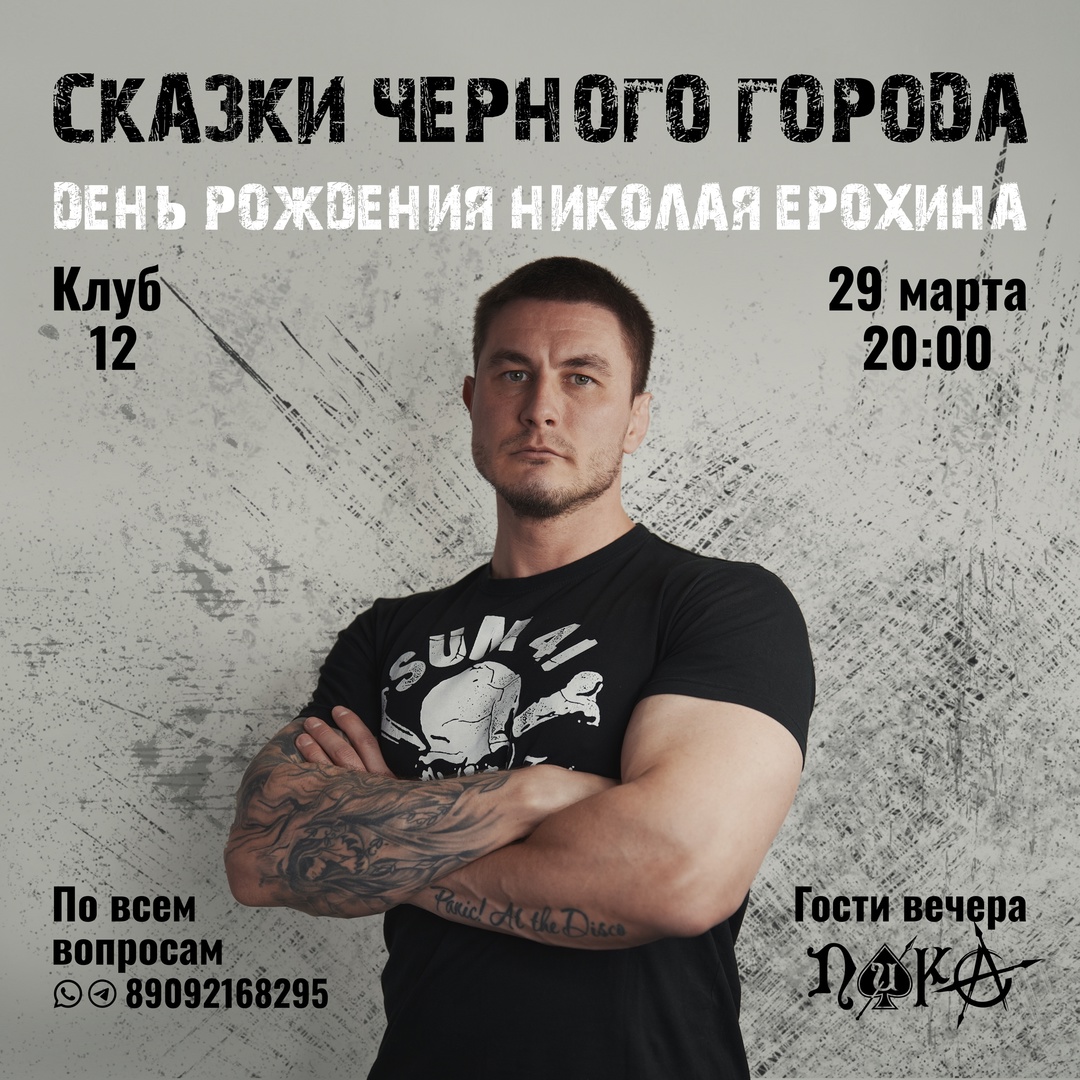 СКАЗКИ ЧЕРНОГО ГОРОДА
ДЕНЬ РОЖДЕНИЯ НИКОЛАЯ ЕРОХИНА
Клуб
12
29 марта
20:00
SUM 41
Panic! At the Disco
По всем
вопросам
89092168295
Гости вечера
ПОКА